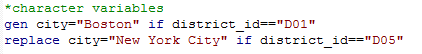 *character variables
gen city="Boston" if district_id=="D01"
replace city="New York City" if district_id=="D05"